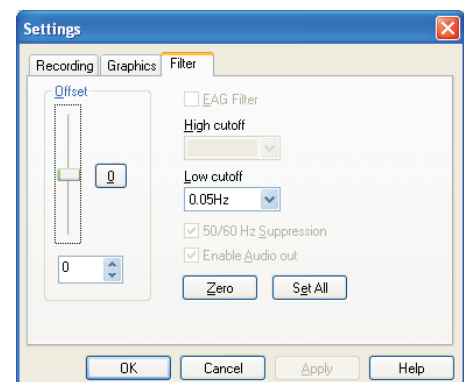 Settings
Recording Graphics Filter
Offset
EAG Filter
High cutoff
0
Low cutoff
0.05Hz
50/60 Hz Suppression
Enable Audio out
0
Zero Set All
OK Cancel Apply Help